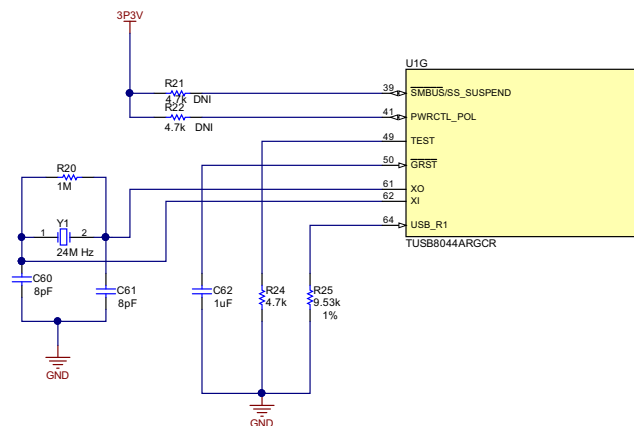 3P3V
U1G
R21
4.7k DNI
39
SMBUS/SS_SUSPEND
R22
4.7k DNI
41
PWRCTL_POL
49
TEST
50
GRST
R20
1M
61
XO
62
XI
1
Y1
2
24M Hz
64
USB_R1
TUSB8044ARGCR
C60
8pF
C61
8pF
C62
1uF
R24
4.7k
R25
9.53k
1%
GND
GND